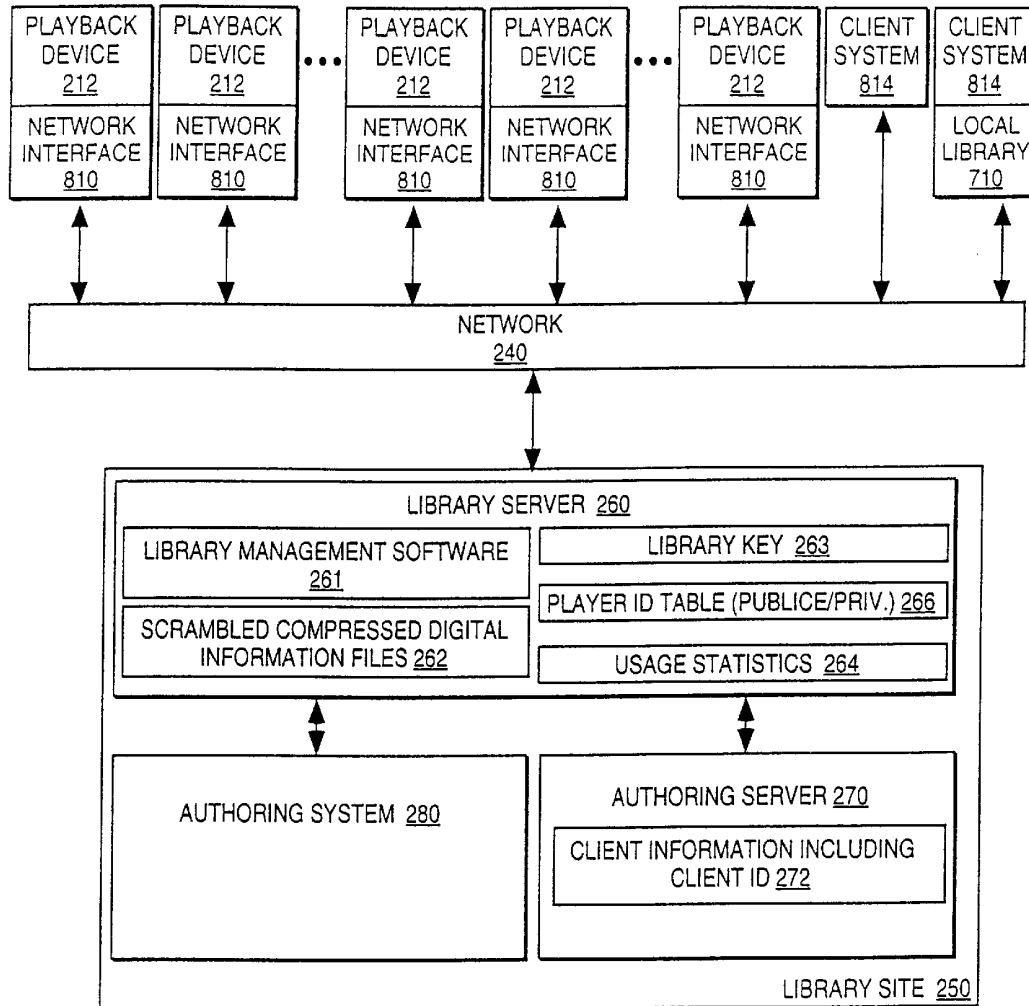 PLAYBACK
DEVICE
212
NETWORK
INTERFACE
810
PLAYBACK
DEVICE
212
NETWORK
INTERFACE
810
PLAYBACK
DEVICE
212
NETWORK
INTERFACE
810
PLAYBACK
DEVICE
212
NETWORK
INTERFACE
810
PLAYBACK
DEVICE
212
NETWORK
INTERFACE
810
CLIENT
SYSTEM
814
CLIENT
SYSTEM
814
LOCAL
LIBRARY
710
NETWORK
240
LIBRARY SERVER 260
LIBRARY MANAGEMENT SOFTWARE
261
SCRAMBLED COMPRESSED DIGITAL
INFORMATION FILES 262
LIBRARY KEY 263
PLAYER ID TABLE (PUBLICE/PRIV.) 266
USAGE STATISTICS 264
AUTHORING SYSTEM 280
AUTHORING SERVER 270
CLIENT INFORMATION INCLUDING
CLIENT ID 272
LIBRARY SITE 250